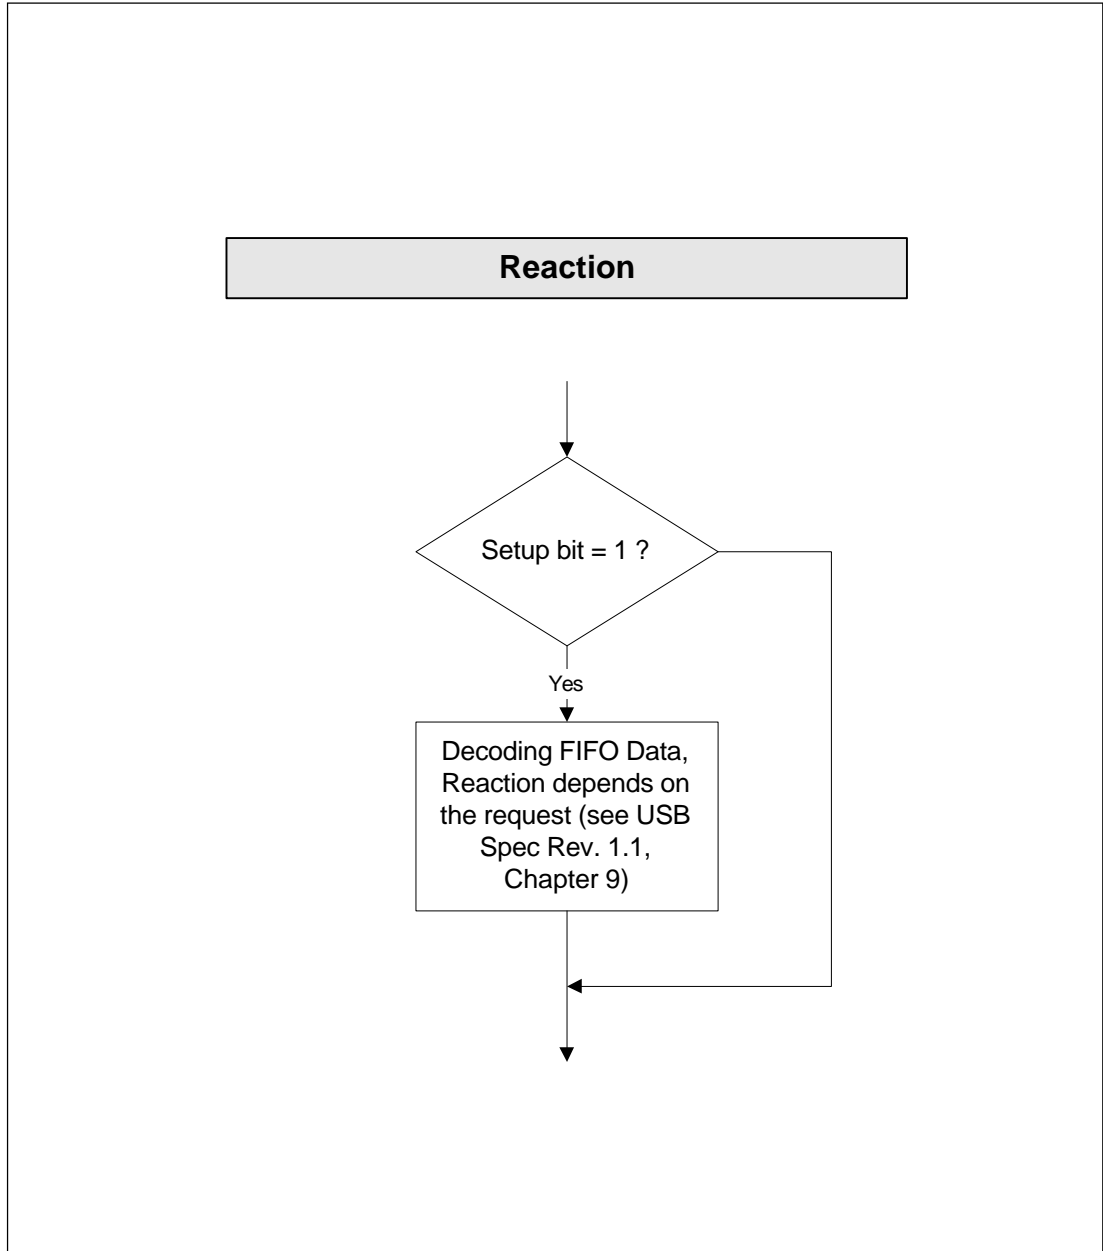 Reaction
Setup bit = 1 ?
Yes
Decoding FIFO Data,
Reaction depends on
the request (see USB
Spec Rev. 1.1,
Chapter 9)